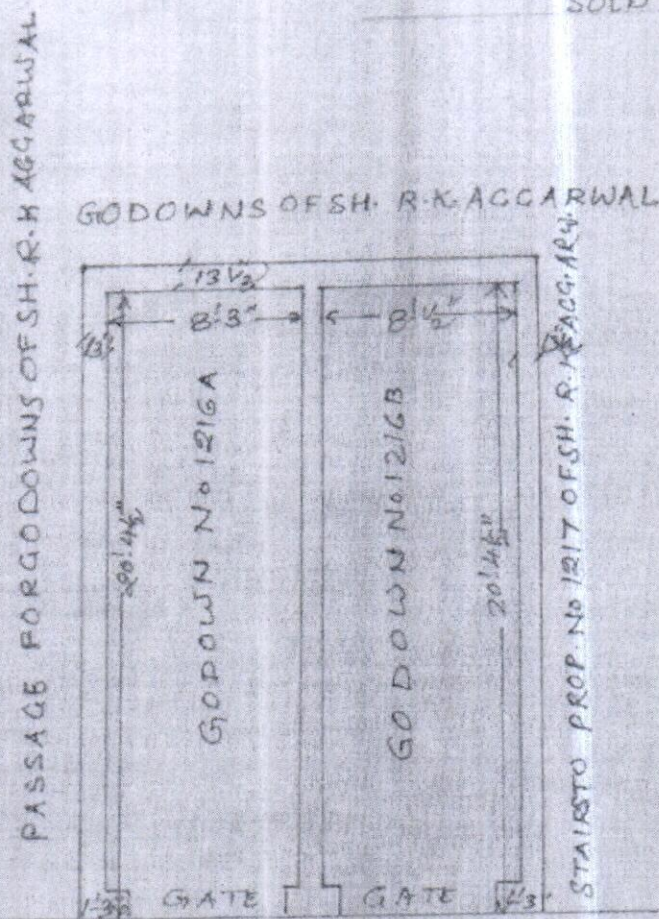 SOLD
PASSAGE FOR GODOWNS OF SH. R.K AGGARWAL
GODOWNS OF SH. R.K. AGGARWAL
13 1/2
8'.3"
8' 1/2"
GODOWN No 1216A
GODOWN No 1216B
20'.4 1/2"
20'.4 1/2"
STAIRS TO PROP. No 1217 OF SH. R.K AGGARW.
1'-3"
GATE
GATE
1'-3"